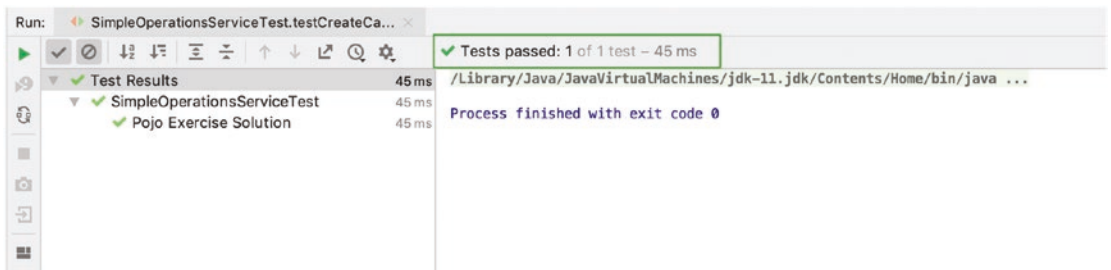 Run: SimpleOperationsServiceTest.testCreateCa...
Tests passed: 1 of 1 test – 45 ms
Test Results 45 ms
SimpleOperationsServiceTest 45 ms
Pojo Exercise Solution 45 ms
/Library/Java/JavaVirtualMachines/jdk-11.jdk/Contents/Home/bin/java ...
Process finished with exit code 0